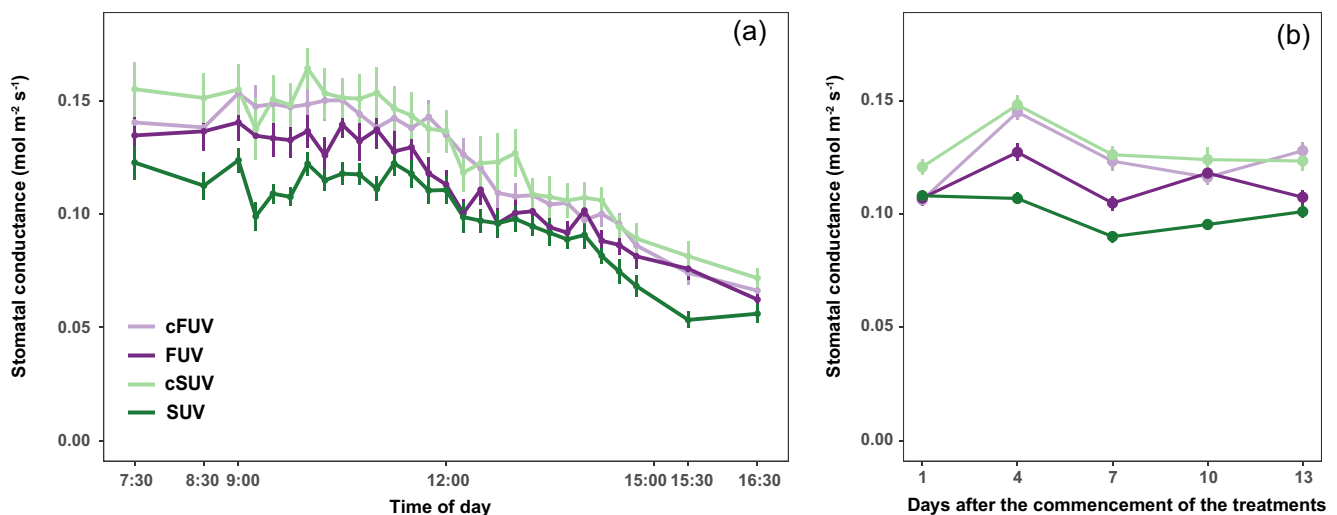 (a)
Stomatal conductance (mol m⁻² s⁻¹)
0.15
0.10
0.05
0.00
cFUV
FUV
cSUV
SUV
7:30 8:30 9:00 12:00 15:00 15:30 16:30
Time of day
(b)
Stomatal conductance (mol m⁻² s⁻¹)
0.15
0.10
0.05
0.00
1 4 7 10 13
Days after the commencement of the treatments